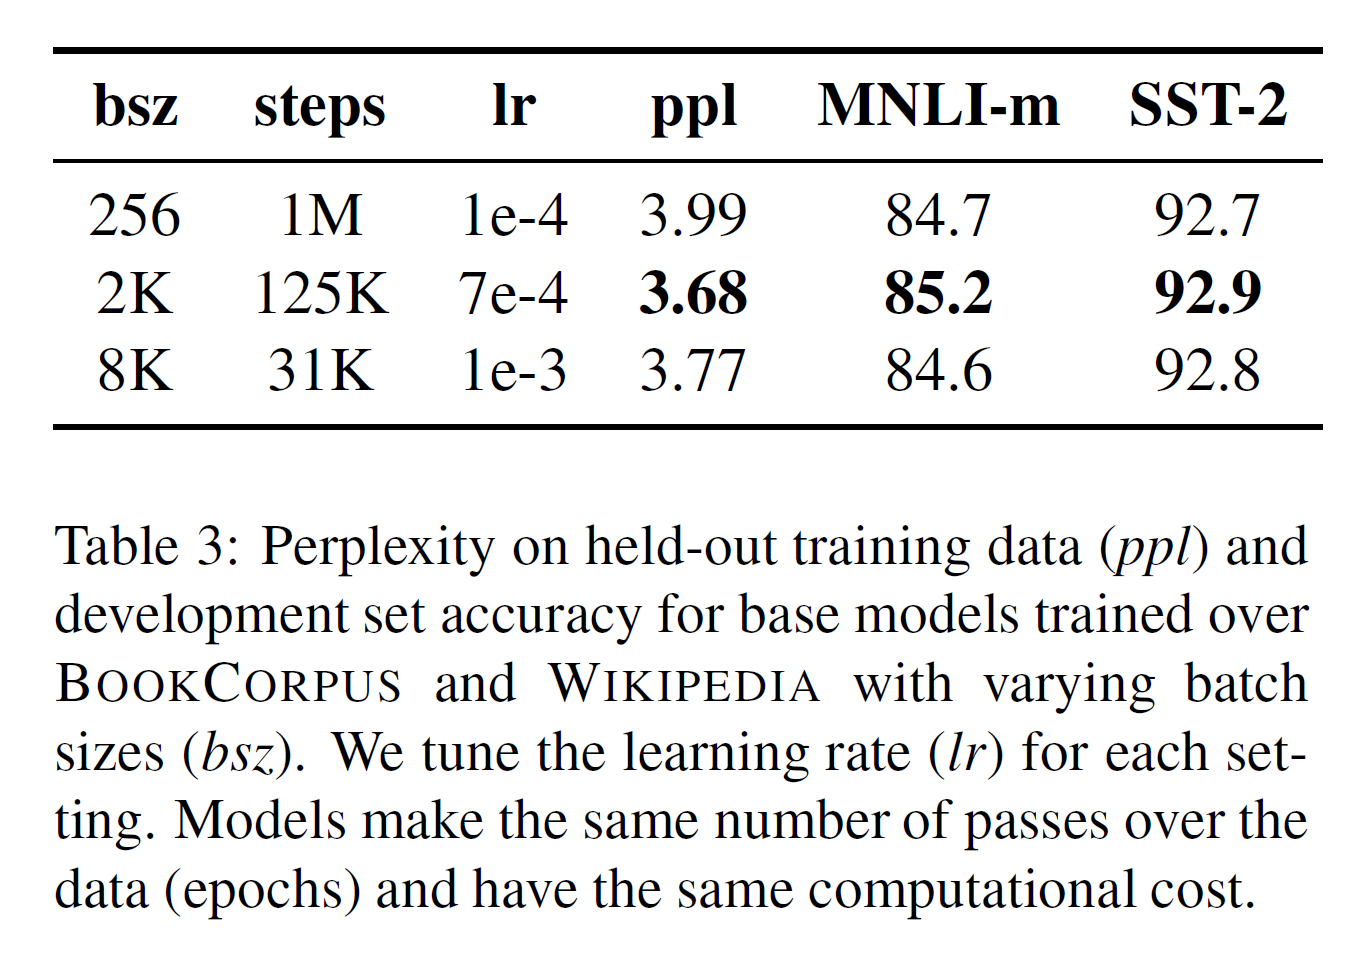 bsz steps lr ppl MNLI-m SST-2
256 1M 1e-4 3.99 84.7 92.7
2K 125K 7e-4 3.68 85.2 92.9
8K 31K 1e-3 3.77 84.6 92.8
Table 3: Perplexity on held-out training data (ppl) and
development set accuracy for base models trained over
BOOKCORPUS and WIKIPEDIA with varying batch
sizes (bsz). We tune the learning rate (lr) for each set-
ting. Models make the same number of passes over the
data (epochs) and have the same computational cost.